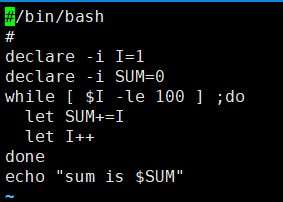 #/bin/bash
#
declare -i I=1
declare -i SUM=0
while [ $I -le 100 ] ;do
  let SUM+=I
  let I++
done
echo "sum is $SUM"
~